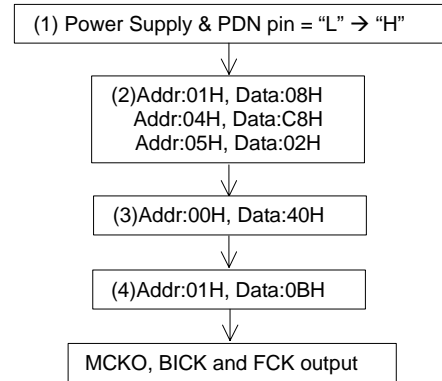 (1) Power Supply & PDN pin = “L” → “H”
(2)Addr:01H, Data:08H
Addr:04H, Data:C8H
Addr:05H, Data:02H
(3)Addr:00H, Data:40H
(4)Addr:01H, Data:0BH
MCKO, BICK and FCK output